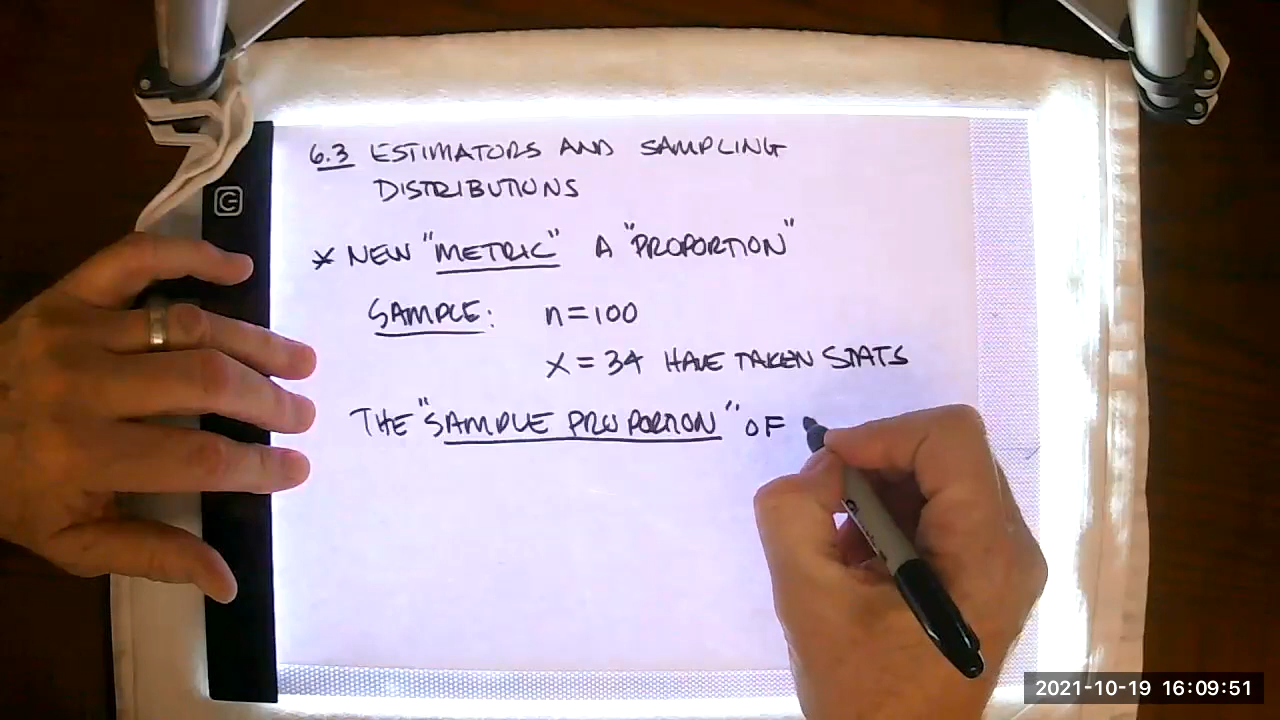 6.3 ESTIMATORS AND SAMPLING
DISTRIBUTIONS
* NEW "METRIC" A "PROPORTION"
SAMPLE: n=100
x=34 HAVE TAKEN STATS
THE "SAMPLE PROPORTION" OF
2021-10-19 16:09:51